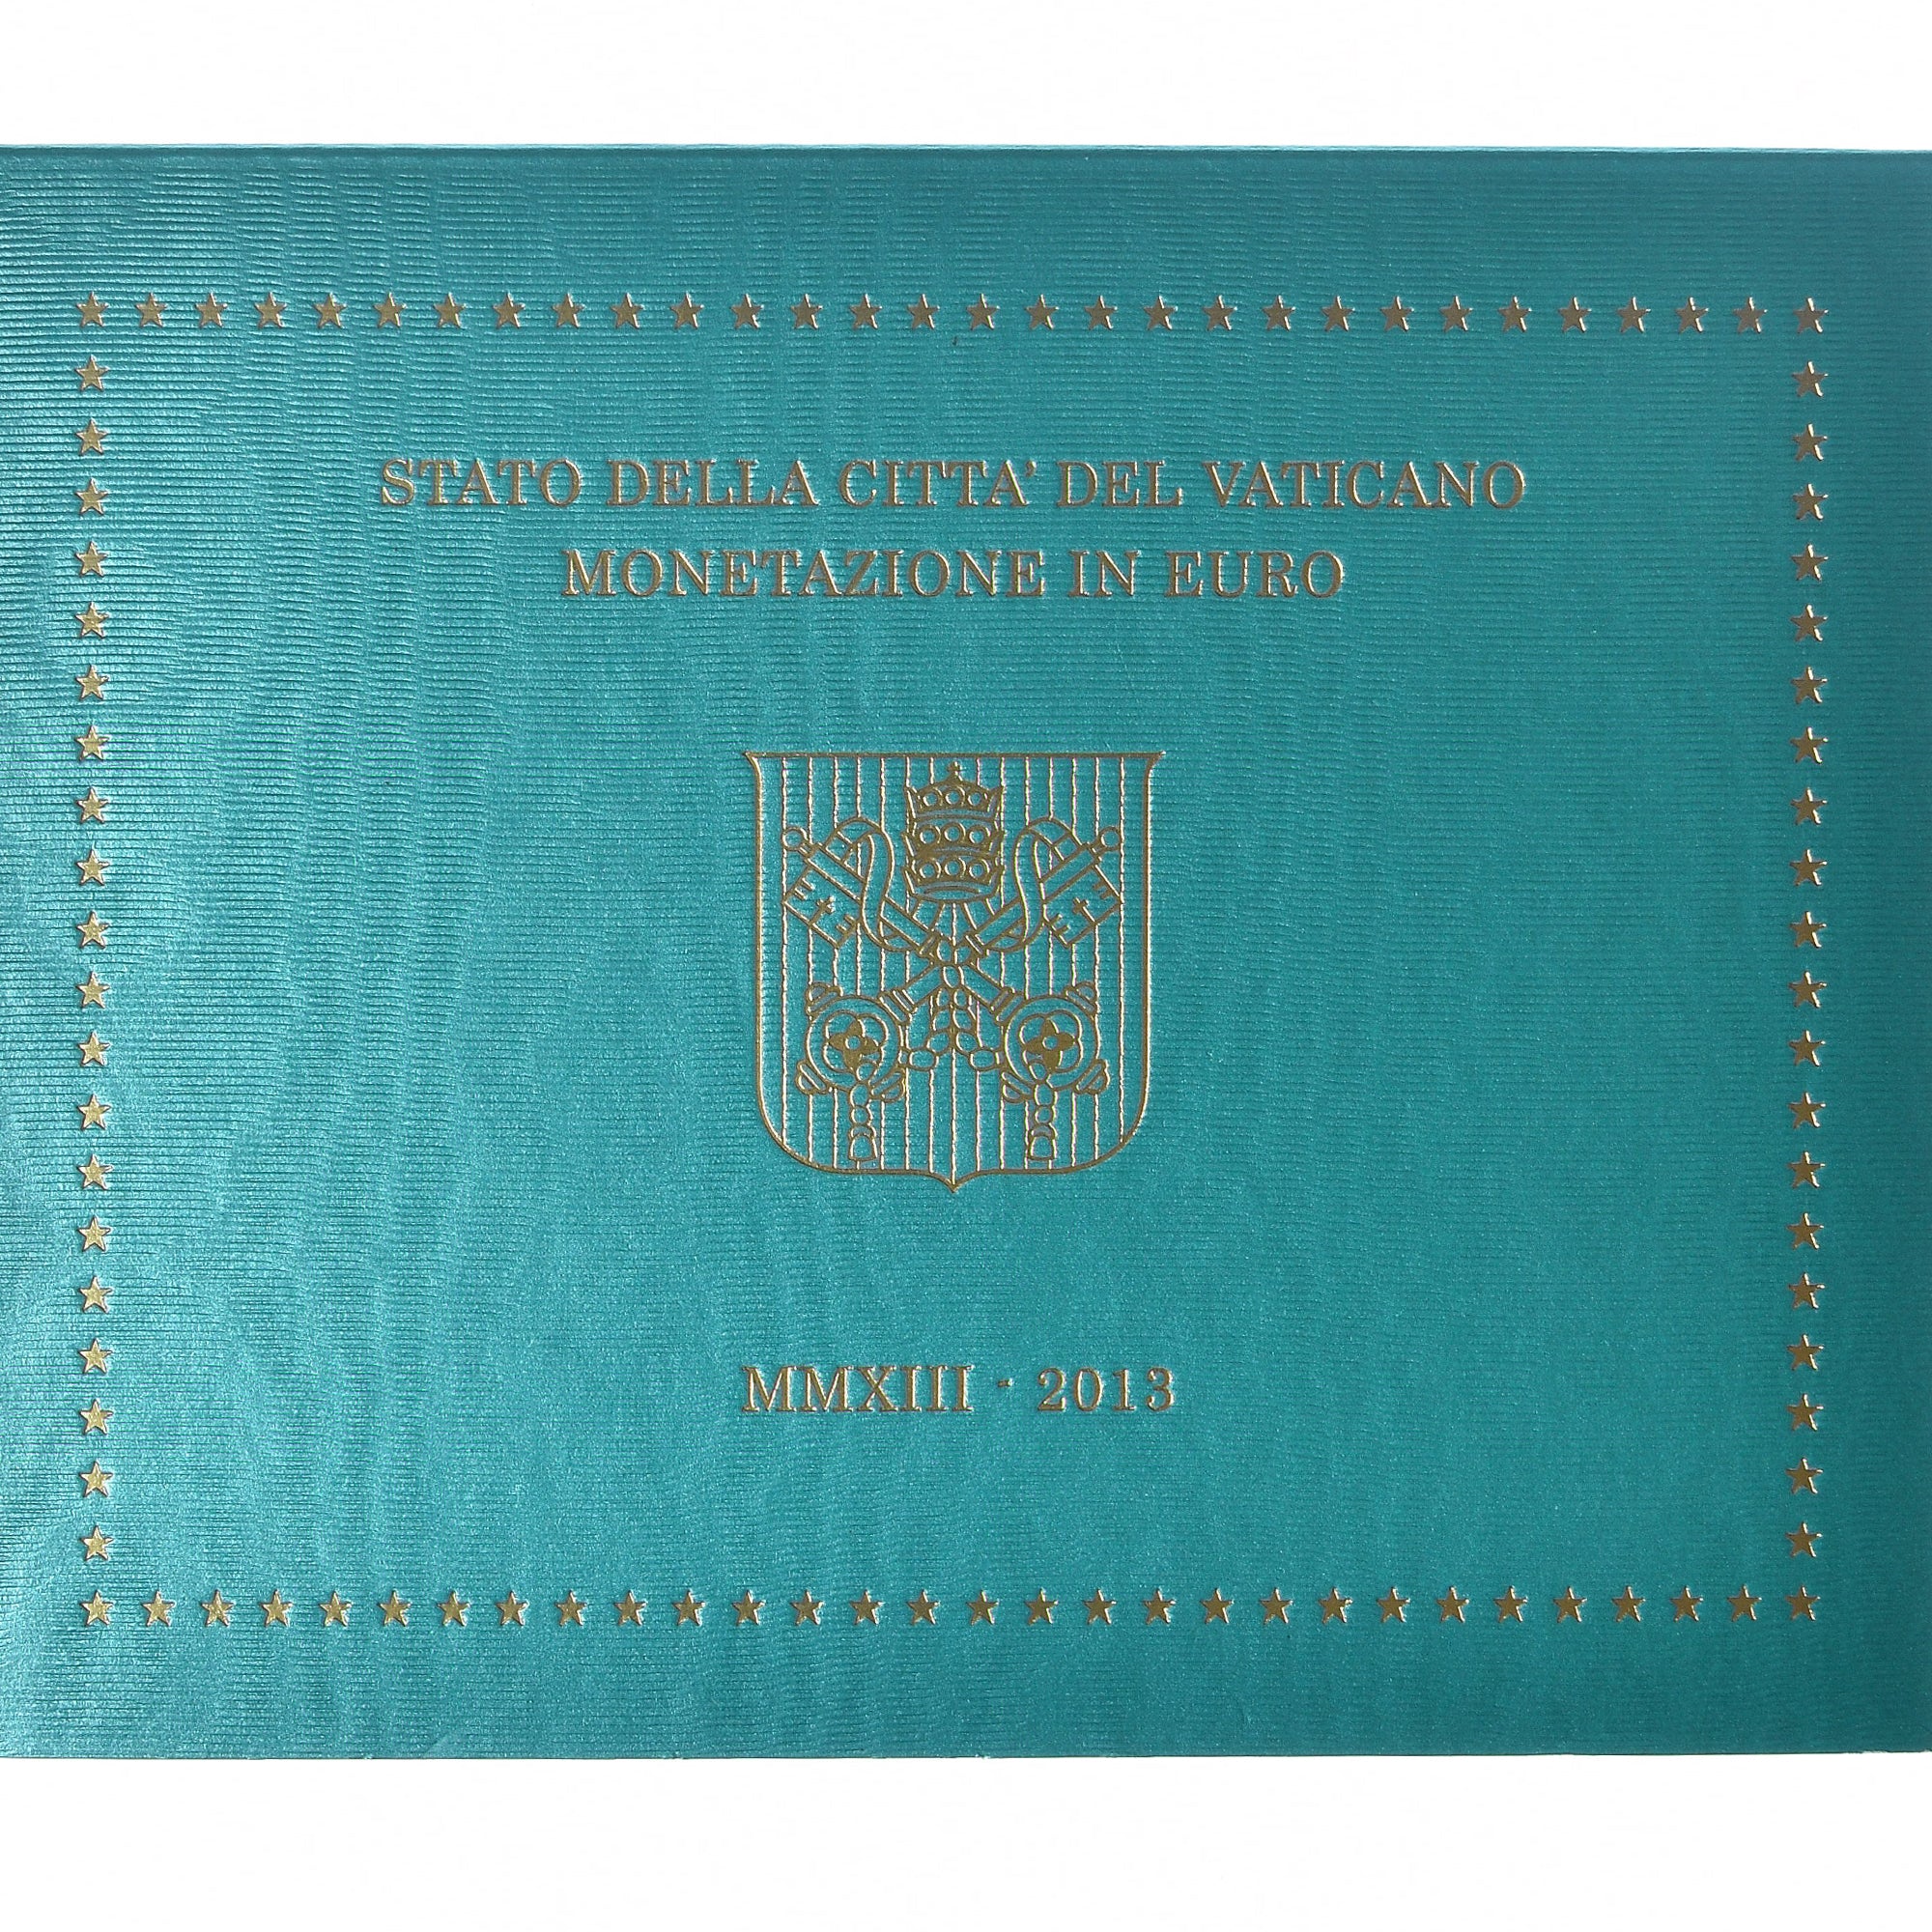 STATO DELLA CITTA' DEL VATICANO
MONETAZIONE IN EURO
MMXIII - 2013